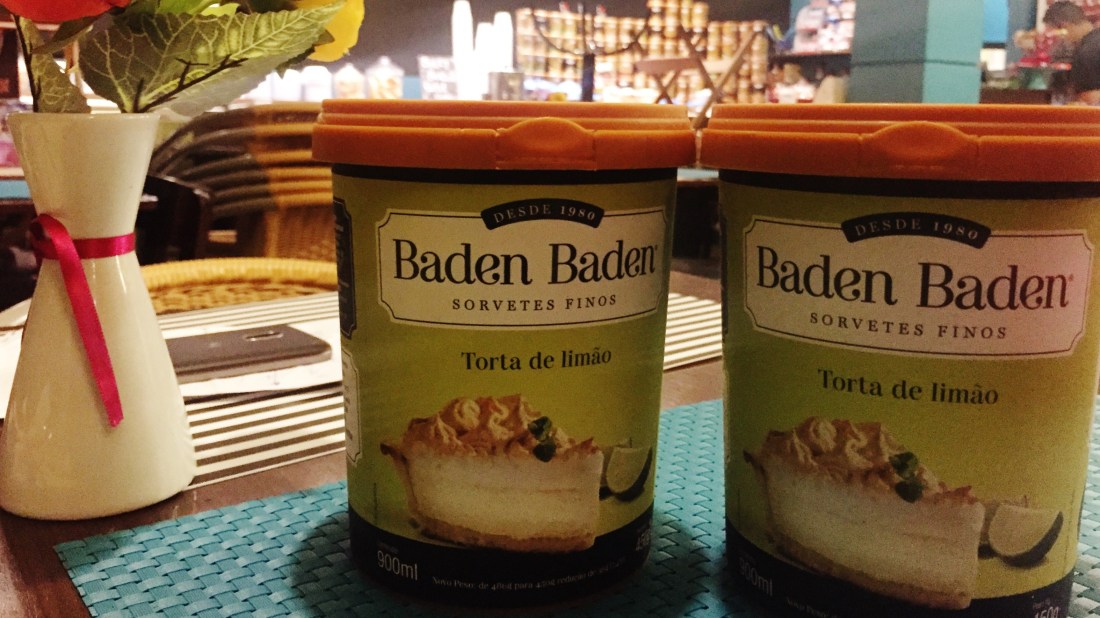 DESDE 1980
Baden Baden®
SORVETES FINOS
Torta de limão
900ml
DESDE 1980
Baden Baden®
SORVETES FINOS
Torta de limão
900ml